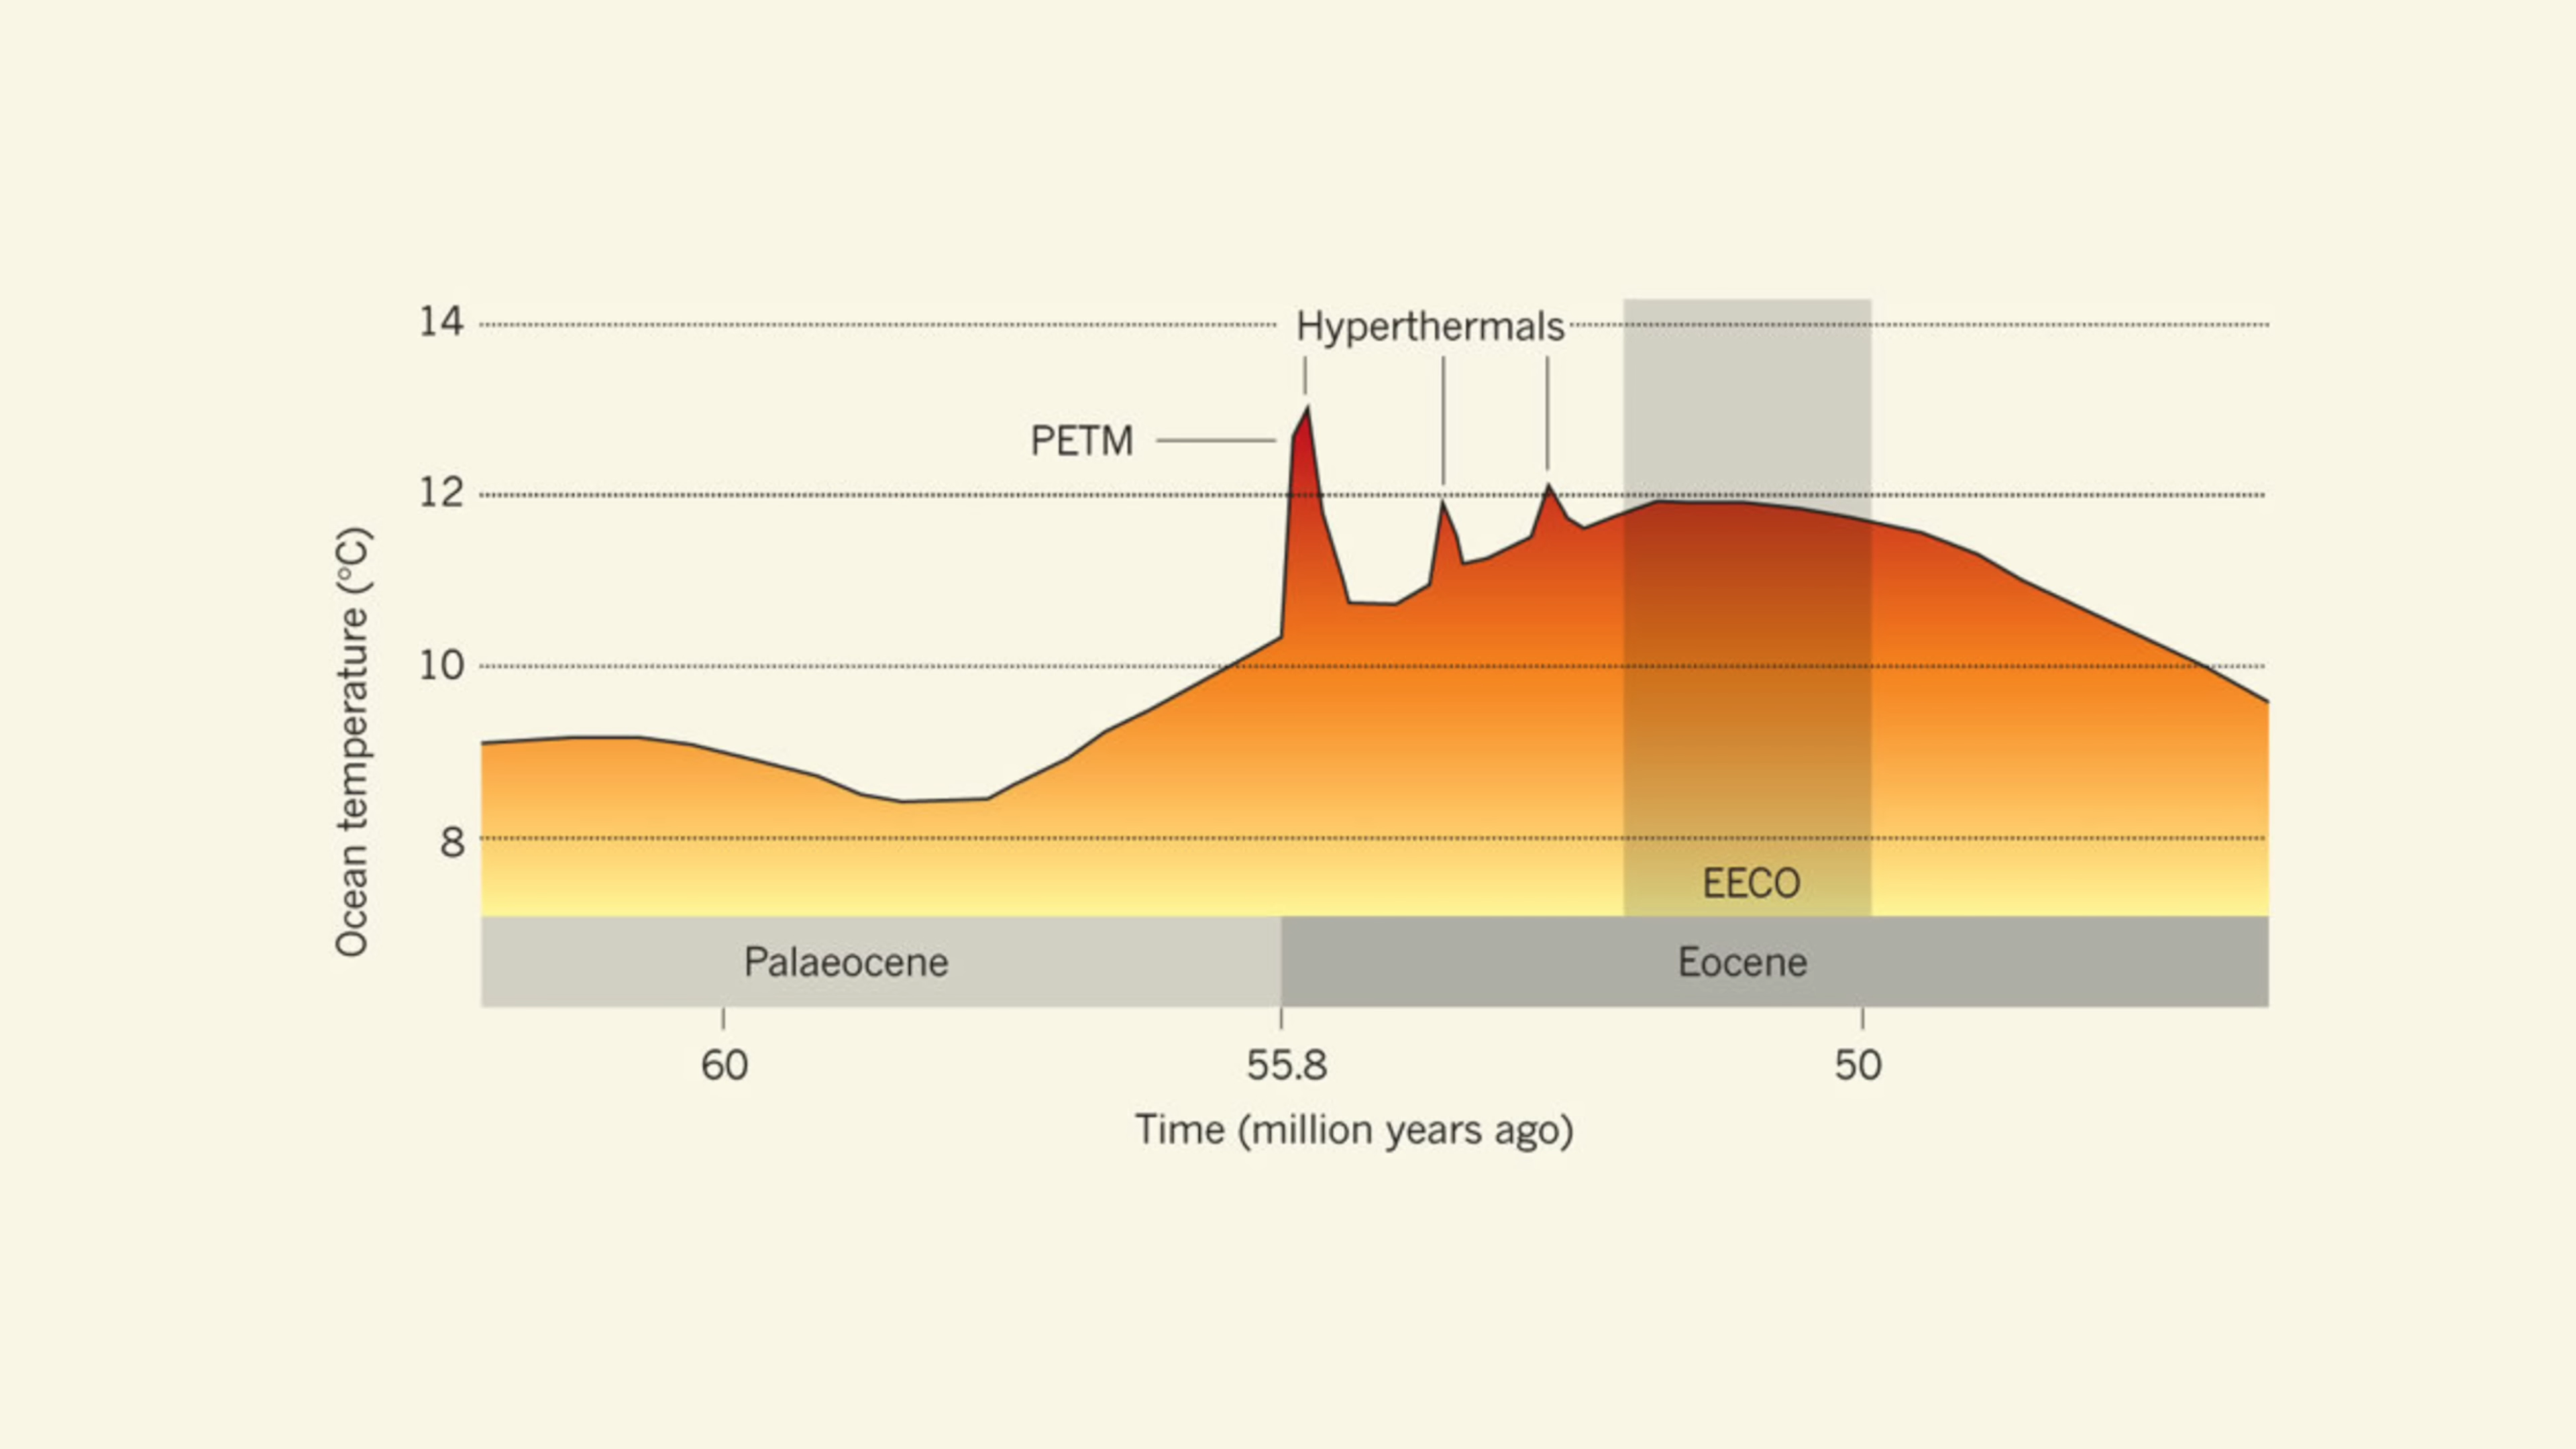 14
Hyperthermals
PETM
12
10
8
Ocean temperature (°C)
EECO
Palaeocene
Eocene
60
55.8
50
Time (million years ago)